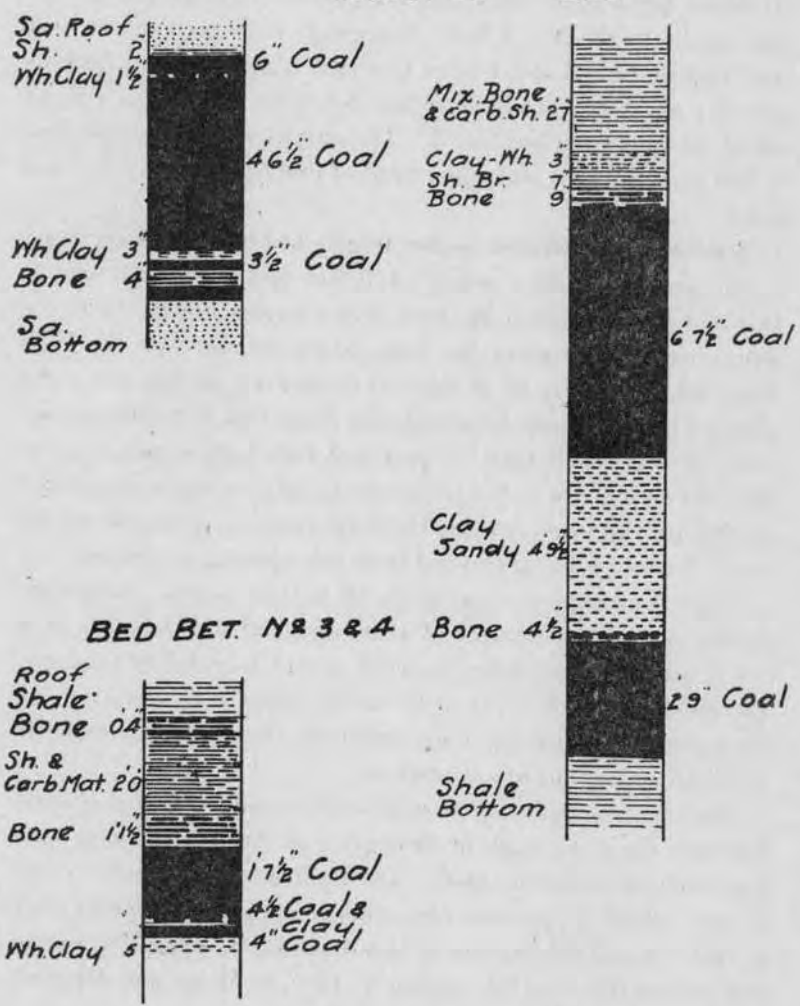 Sa. Roof
Sh. 2"
Wh Clay 1½"
6" Coal
4'6½" Coal
Wh Clay 3"
3½" Coal
Bone 4"
Sa.
Bottom
BED BET. Nº 3 & 4
Roof
Shale
Bone 04"
Sh. &
Carb Mat. 20
Bone 1'1½"
1'7½" Coal
4½" Coal &
Clay
4" Coal
Wh. Clay 5"
Mix. Bone
& Carb. Sh. 27"
Clay-Wh. 3"
Sh. Br. 7"
Bone 9
6'7½" Coal
Clay
Sandy 4'9½"
Bone 4½"
2'9" Coal
Shale
Bottom